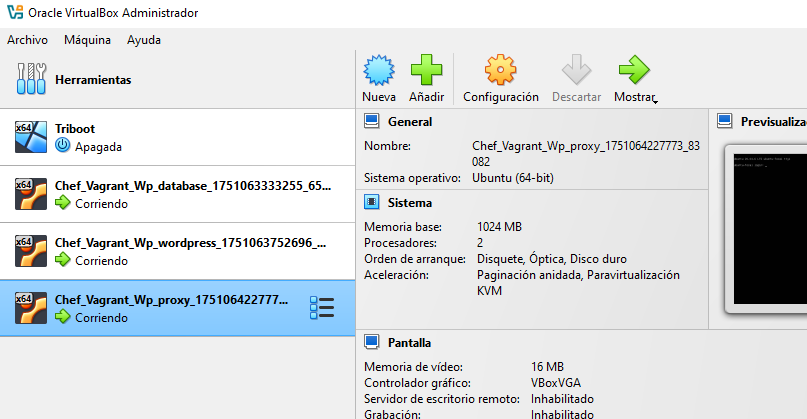 Oracle VirtualBox Administrador
Archivo Máquina Ayuda
Herramientas
Nueva Añadir Configuración Descartar Mostrar
x64 Triboot
Apagada
x64 Chef_Vagrant_Wp_database_1751063333255_65...
Corriendo
x64 Chef_Vagrant_Wp_wordpress_1751063752696_...
Corriendo
x64 Chef_Vagrant_Wp_proxy_175106422777...
Corriendo
General
Nombre: Chef_Vagrant_Wp_proxy_1751064227773_83
082
Sistema operativo: Ubuntu (64-bit)
Sistema
Memoria base: 1024 MB
Procesadores: 2
Orden de arranque: Disquete, Óptica, Disco duro
Aceleración: Paginación anidada, Paravirtualización
KVM
Pantalla
Memoria de vídeo: 16 MB
Controlador gráfico: VBoxVGA
Servidor de escritorio remoto: Inhabilitado
Grabación: Inhabilitado
Previsualiza